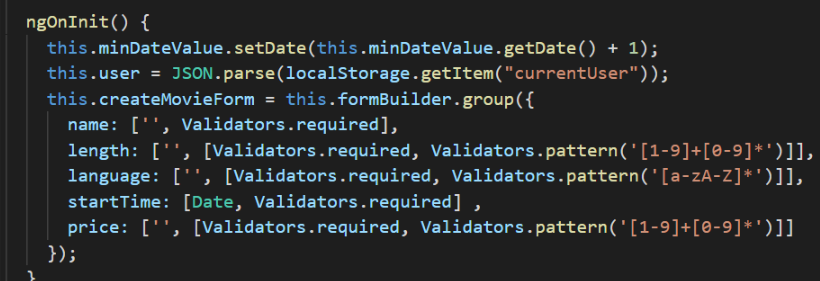 ngOnInit() {
this.minDateValue.setDate(this.minDateValue.getDate() + 1);
this.user = JSON.parse(localStorage.getItem("currentUser"));
this.createMovieForm = this.formBuilder.group({
name: ['', Validators.required],
length: ['', [Validators.required, Validators.pattern('[1-9]+[0-9]*')]],
language: ['', [Validators.required, Validators.pattern('[a-zA-Z]*')]],
startTime: [Date, Validators.required] ,
price: ['', [Validators.required, Validators.pattern('[1-9]+[0-9]*')]]
});
}